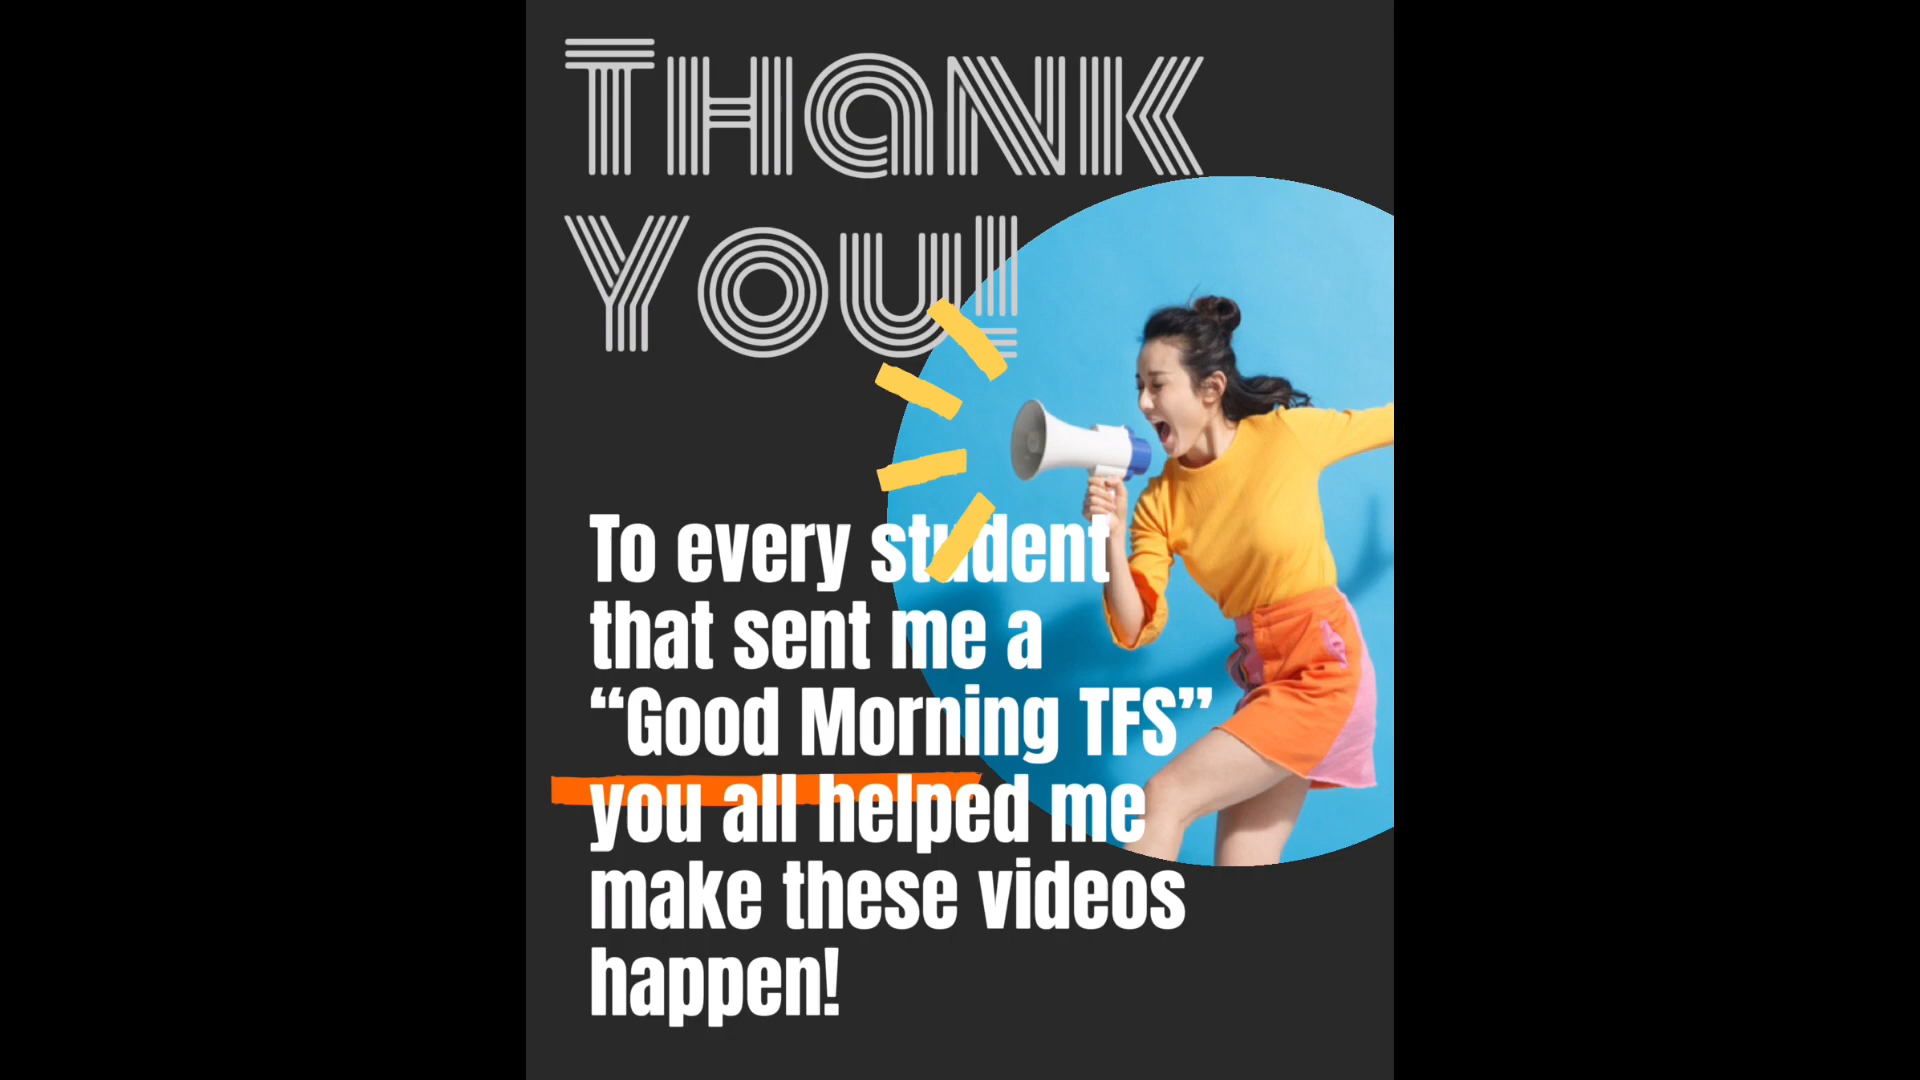 Thank
You!
To every student
that sent me a
“Good Morning TFS”
you all helped me
make these videos
happen!